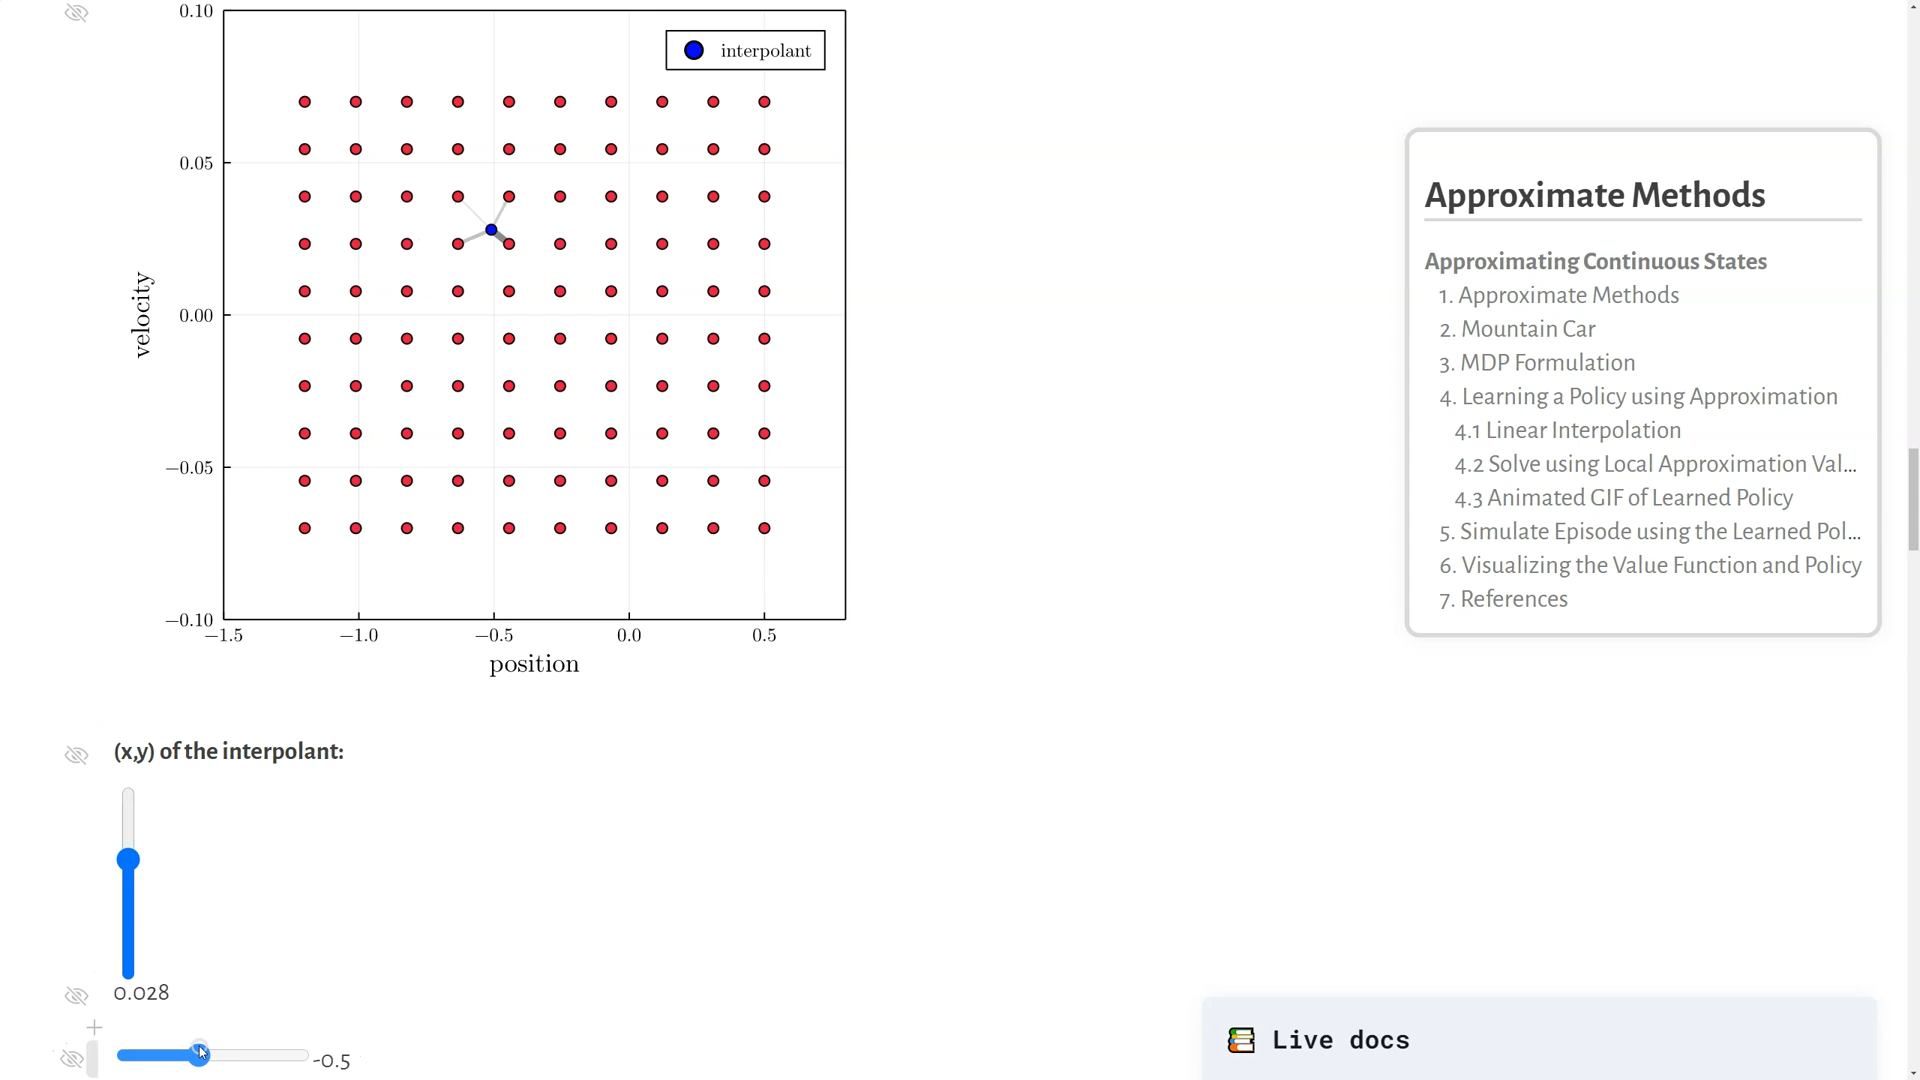 0.10
interpolant
0.05
velocity
0.00
−0.05
−0.10
−1.5 −1.0 −0.5 0.0 0.5
position
(x,y) of the interpolant:
0.028
-0.5
Approximate Methods
Approximating Continuous States
1. Approximate Methods
2. Mountain Car
3. MDP Formulation
4. Learning a Policy using Approximation
4.1 Linear Interpolation
4.2 Solve using Local Approximation Val...
4.3 Animated GIF of Learned Policy
5. Simulate Episode using the Learned Pol...
6. Visualizing the Value Function and Policy
7. References
Live docs